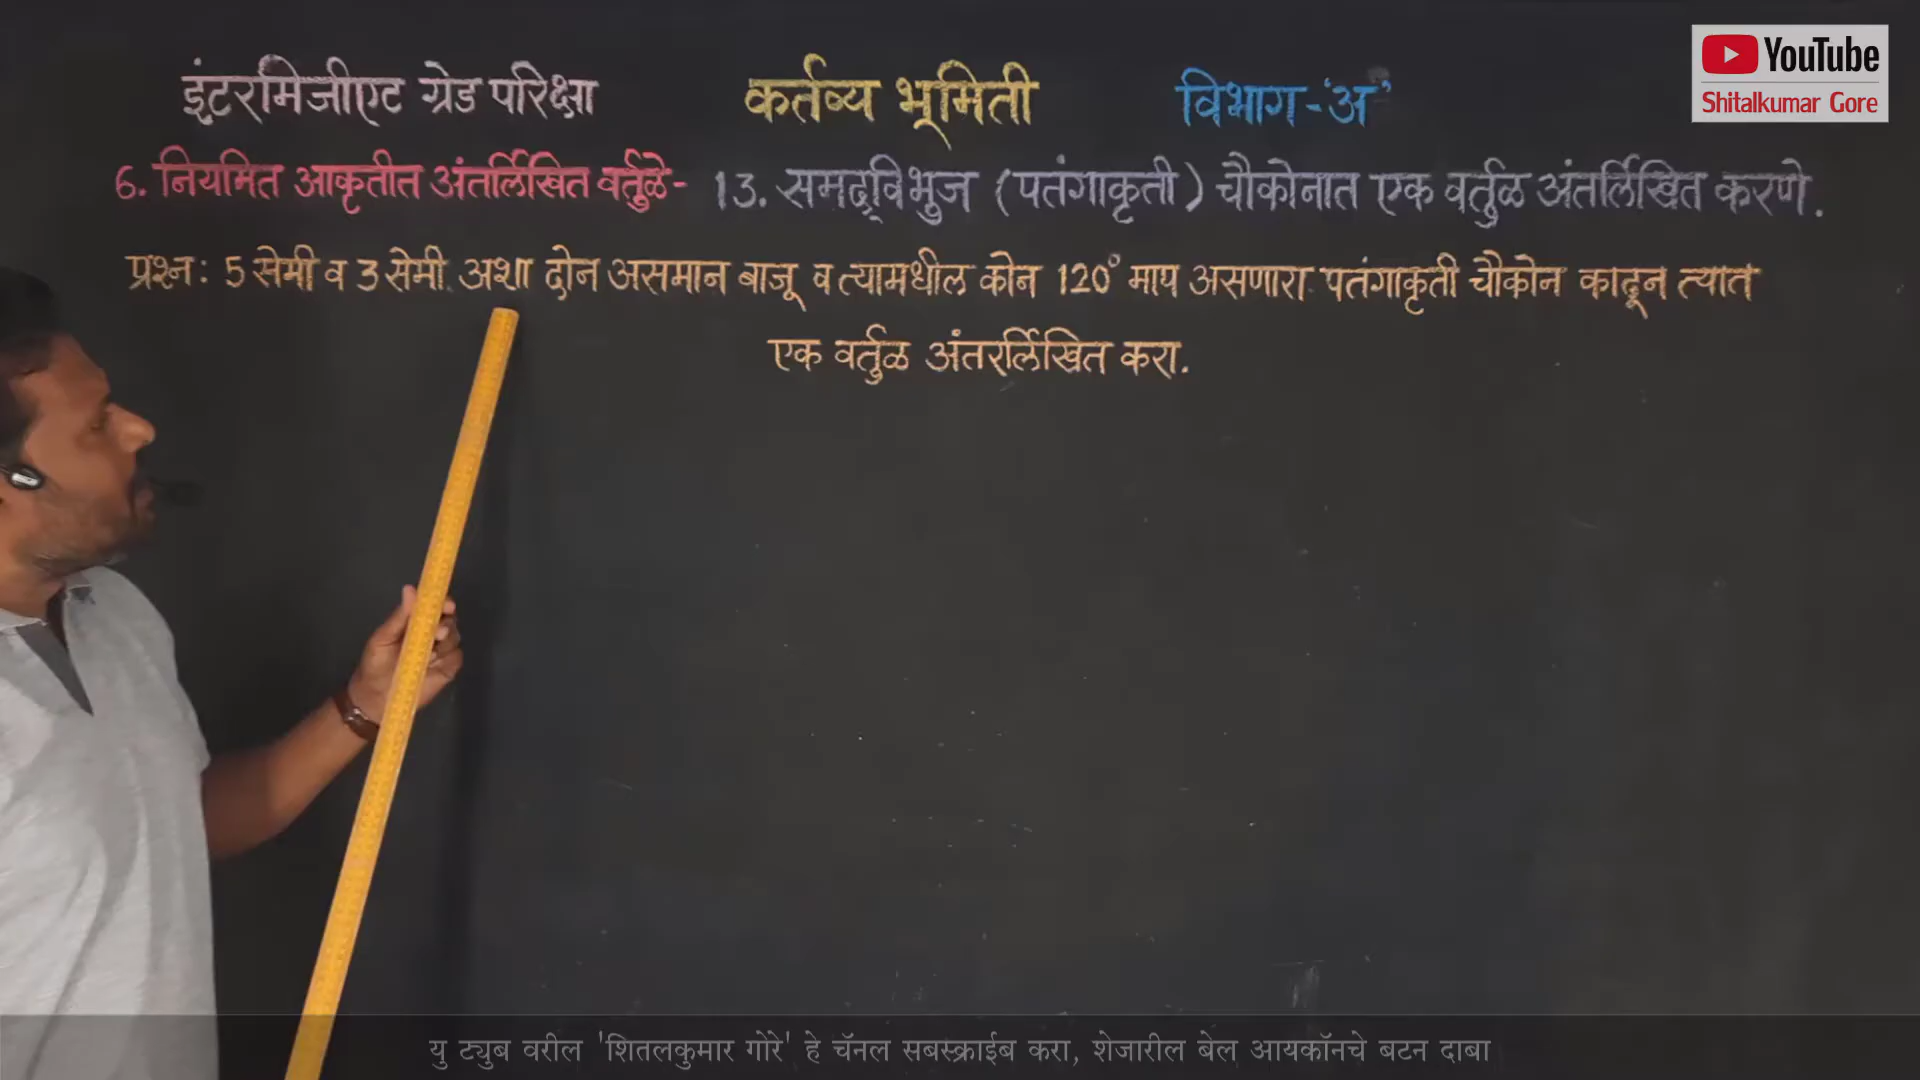 इंटरमिजीएट ग्रेड परिक्षा कर्तव्य भूमिती विभाग-'अ'
YouTube
Shitalkumar Gore
6. नियमित आकृतीत अंतर्लिखित वर्तुळे- 13. समद्विभुज (पतंगाकृती) चौकोनात एक वर्तुळ अंतर्लिखित करणे.
प्रश्न: 5 सेमी व 3 सेमी अशा दोन असमान बाजू व त्यामधील कोन 120° माप असणारा पतंगाकृती चौकोन काढून त्यात
एक वर्तुळ अंतरर्लिखित करा.
यु ट्युब वरील 'शितलकुमार गोरे' हे चॅनल सबस्क्राईब करा, शेजारील बेल आयकॉनचे बटन दाबा